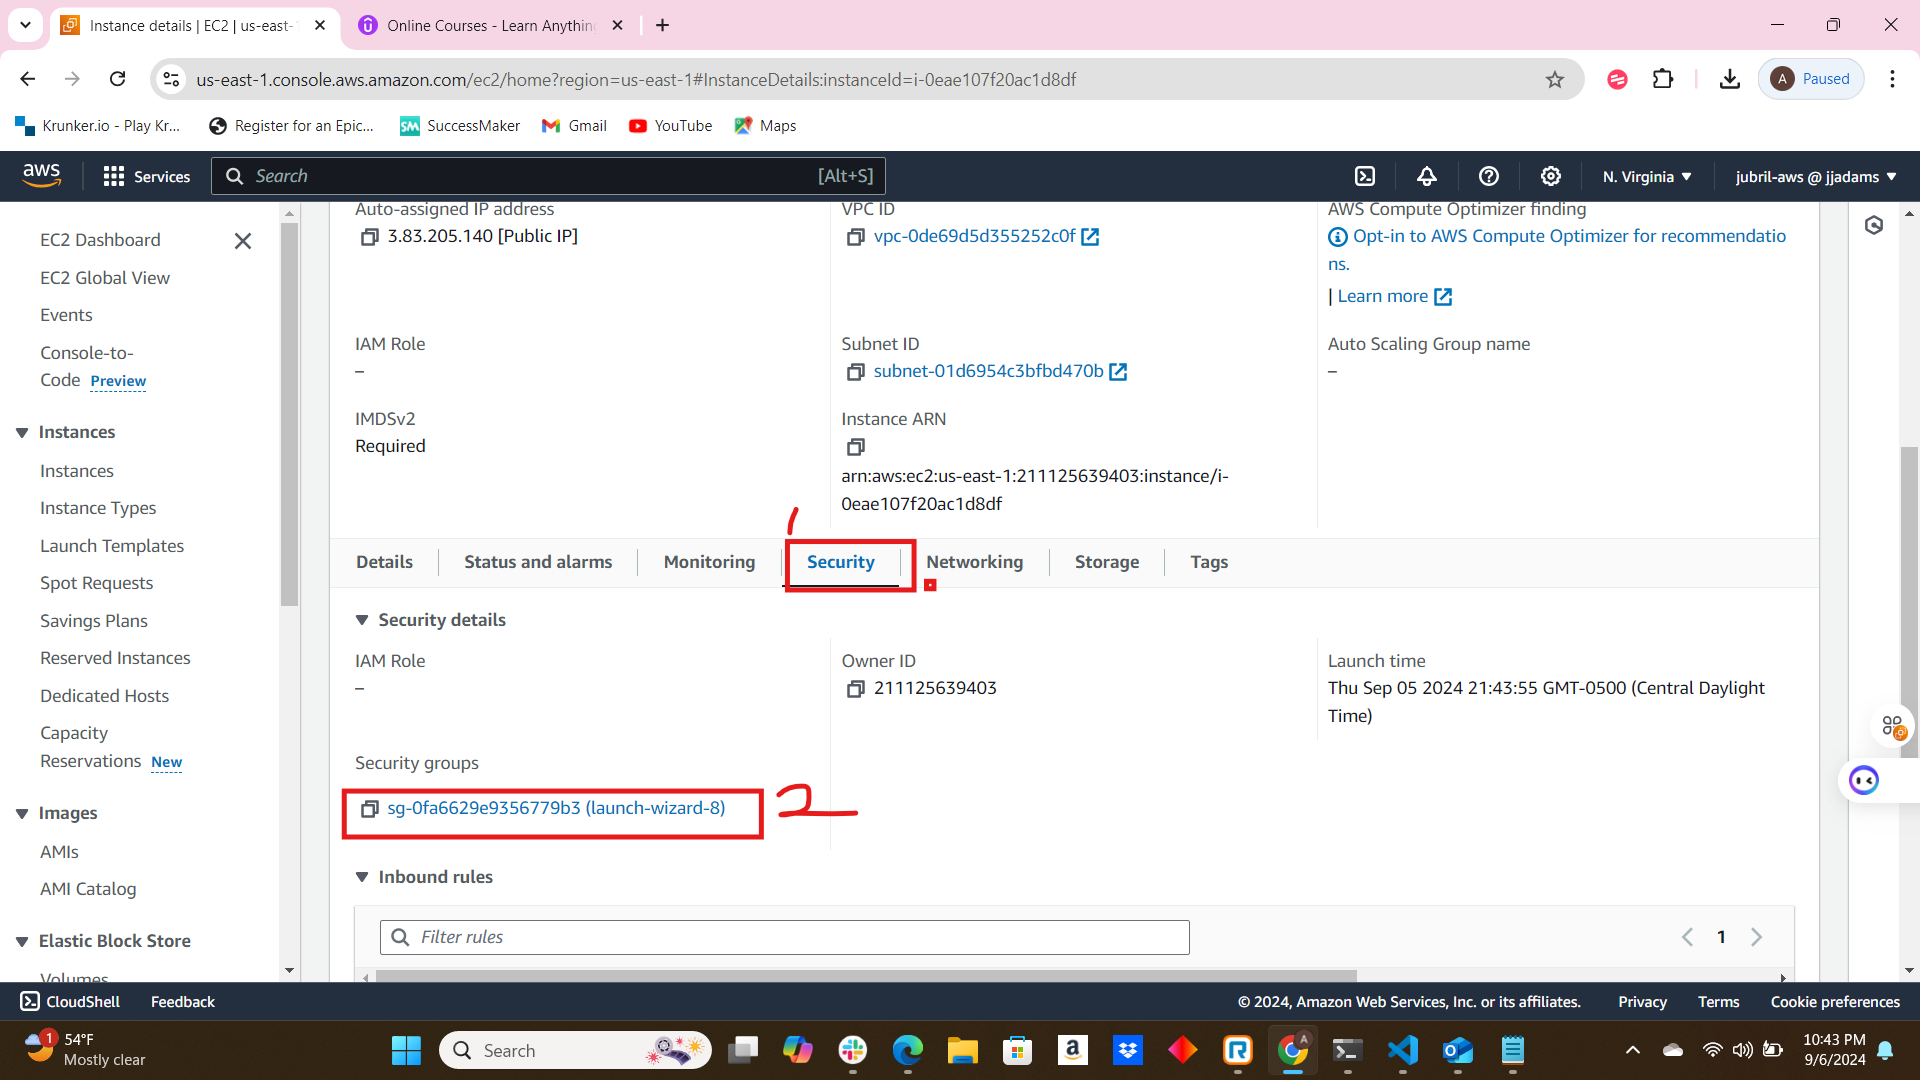 Instance details | EC2 | us-east-
Online Courses - Learn Anything
us-east-1.console.aws.amazon.com/ec2/home?region=us-east-1#InstanceDetails:instanceId=i-0eae107f20ac1d8df
A Paused
Krunker.io - Play Kr...
Register for an Epic...
SM SuccessMaker
Gmail
YouTube
Maps
aws
Services
Search [Alt+S]
N. Virginia
jubril-aws @ jjadams
EC2 Dashboard
EC2 Global View
Events
Console-to-
Code Preview
Instances
Instances
Instance Types
Launch Templates
Spot Requests
Savings Plans
Reserved Instances
Dedicated Hosts
Capacity
Reservations New
Images
AMIs
AMI Catalog
Elastic Block Store
Volumes
Auto-assigned IP address
3.83.205.140 [Public IP]
VPC ID
vpc-0de69d5d355252c0f
AWS Compute Optimizer finding
Opt-in to AWS Compute Optimizer for recommendatio
ns.
| Learn more
IAM Role
–
Subnet ID
subnet-01d6954c3bfbd470b
Auto Scaling Group name
–
IMDSv2
Required
Instance ARN
arn:aws:ec2:us-east-1:211125639403:instance/i-
0eae107f20ac1d8df
1
Details
Status and alarms
Monitoring
Security
Networking
Storage
Tags
Security details
IAM Role
–
Owner ID
211125639403
Launch time
Thu Sep 05 2024 21:43:55 GMT-0500 (Central Daylight
Time)
Security groups
sg-0fa6629e9356779b3 (launch-wizard-8)
2
Inbound rules
Filter rules
1
CloudShell
Feedback
© 2024, Amazon Web Services, Inc. or its affiliates.
Privacy
Terms
Cookie preferences
1
54°F
Mostly clear
Search
10:43 PM
9/6/2024